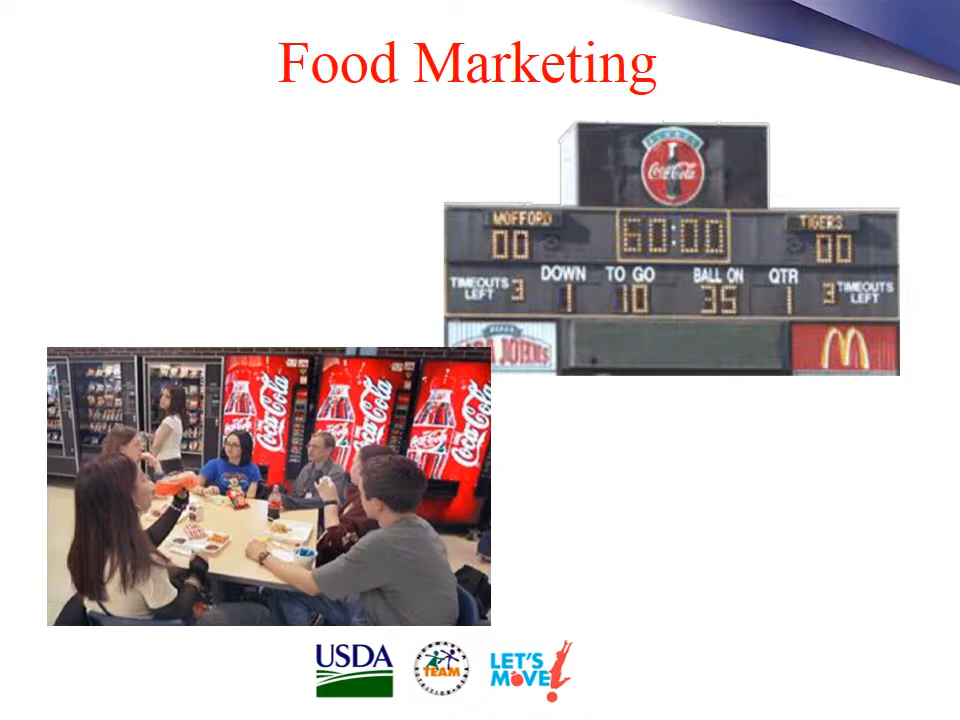 Food Marketing
ALWAYS
Coca-Cola
MOFFORD
TIGERS
00
60:00
00
DOWN
TO GO
BALL ON
QTR
TIMEOUTS
LEFT
3
1
10
35
1
3
TIMEOUTS
LEFT
PAPA JOHNS
M
Coca-Cola
Coca-Cola
Coca-Cola
USDA
TEAM
NUTRITION
LET'S
MOVE!